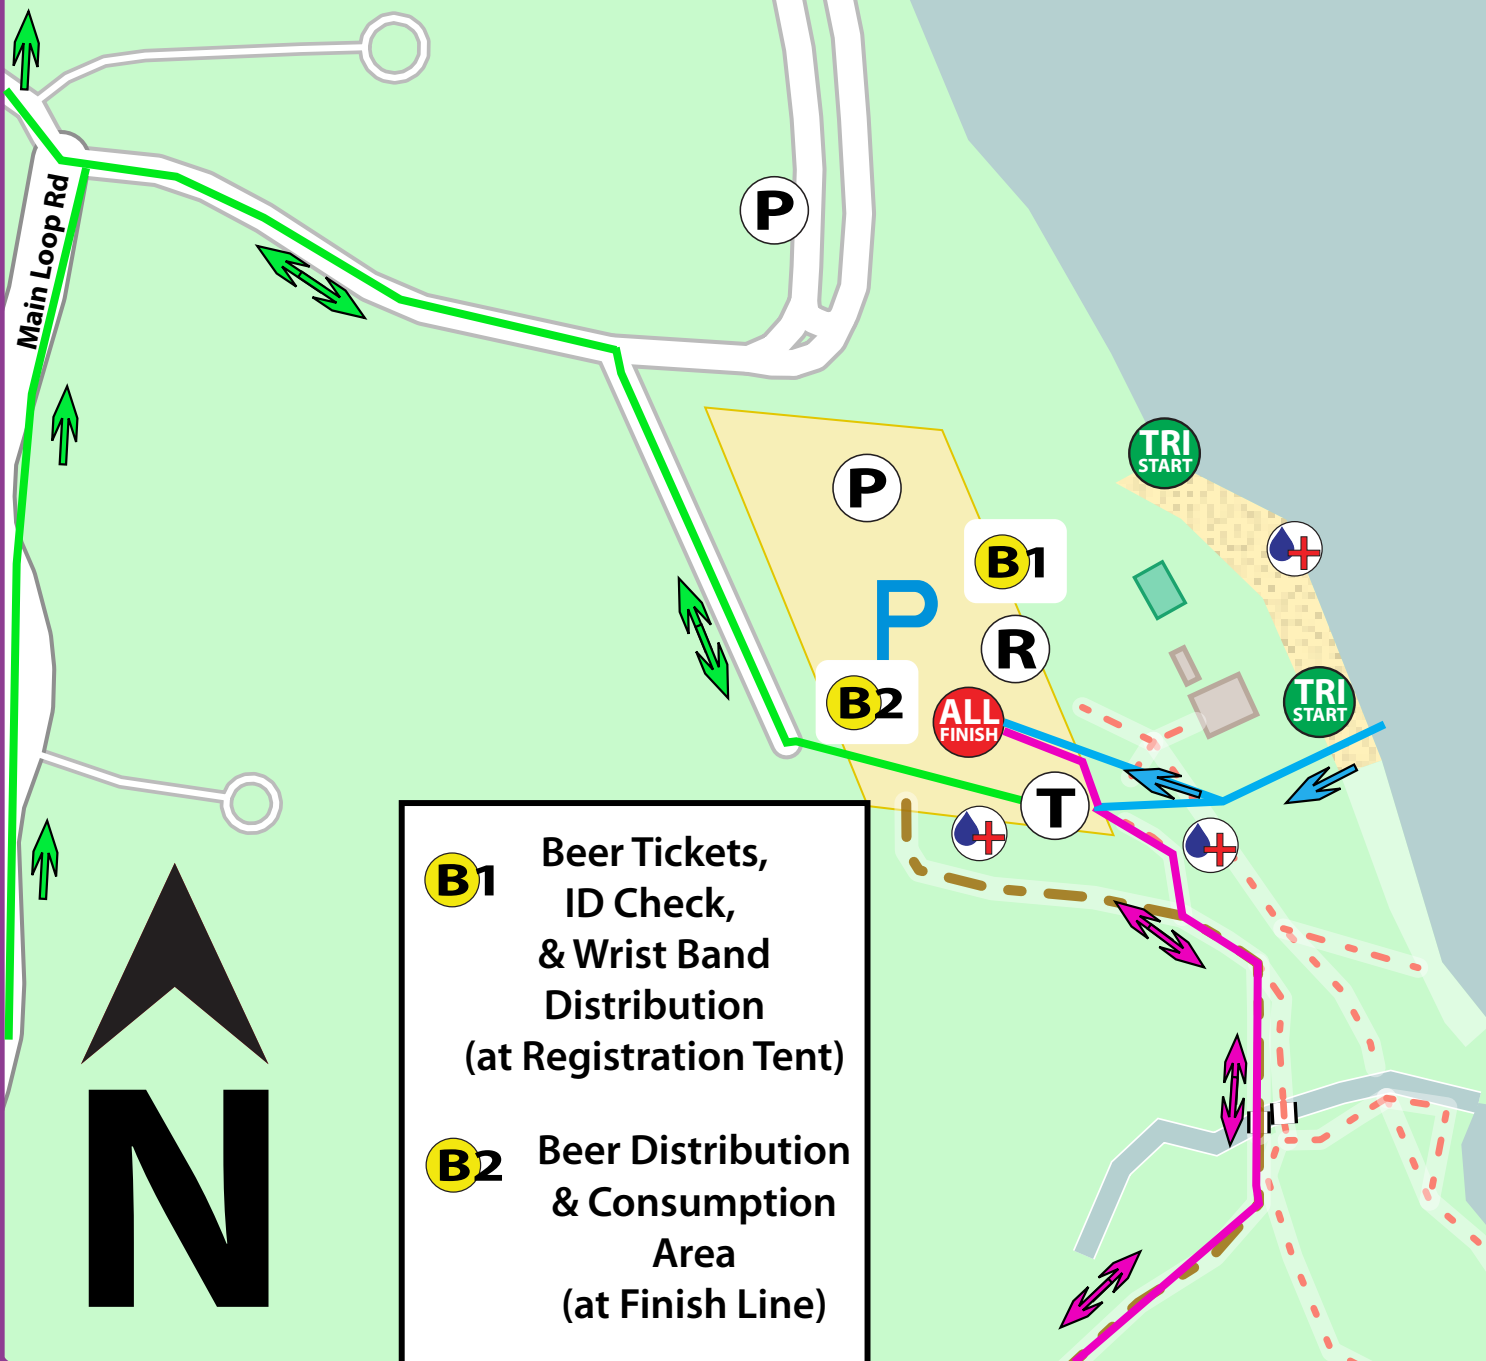 Main Loop Rd
P
P
TRI
START
B1
P
R
B2
ALL
FINISH
TRI
START
T
B1
Beer Tickets,
ID Check,
& Wrist Band
Distribution
(at Registration Tent)
B2
Beer Distribution
& Consumption
Area
(at Finish Line)
N